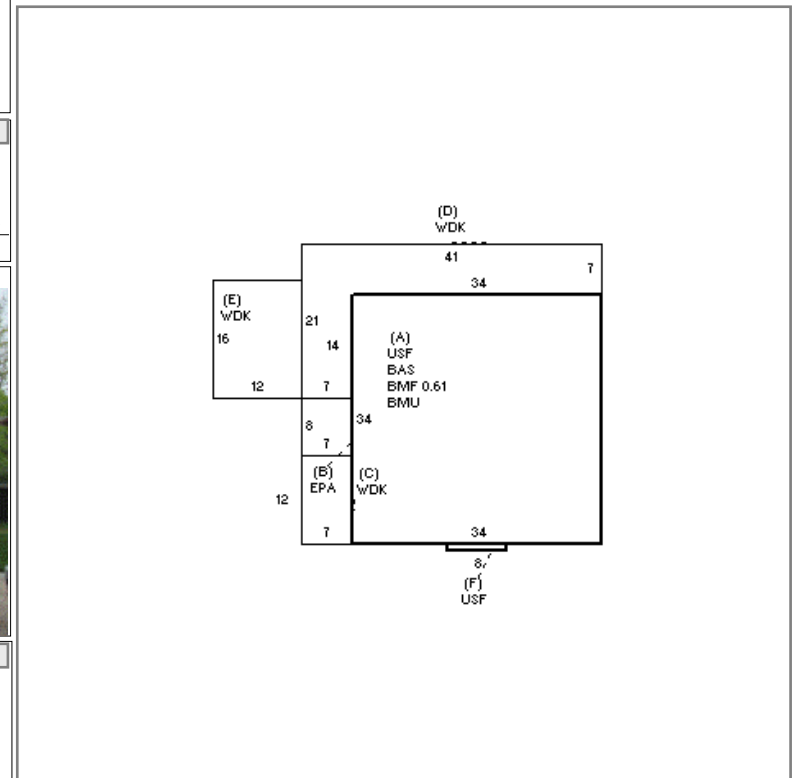 (D)
WDK
41
7
34
(E)
WDK
16
12
21
14
7
(A)
USF
BAS
BMF 0.61
BMU
34
8
7
(B)
EPA
(C)
WDK
12
7
34
8
(F)
USF